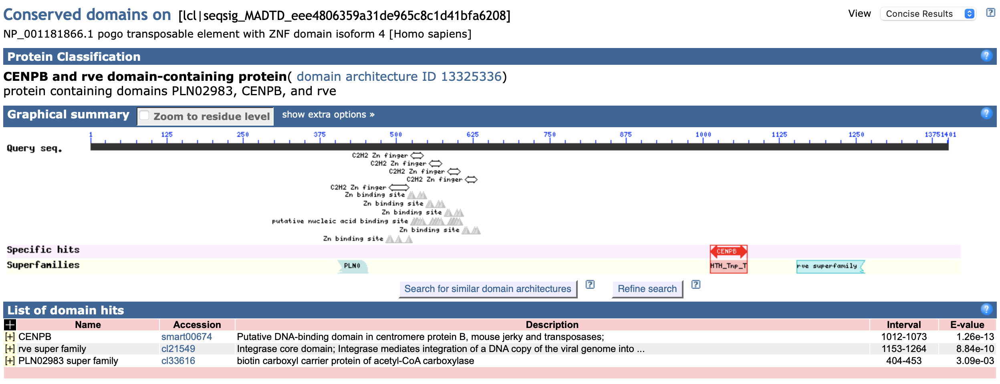 Conserved domains on [lcl|seqsig_MADTD_eee4806359a31de965c8c1d41bfa6208]
View Concise Results ?
NP_001181866.1 pogo transposable element with ZNF domain isoform 4 [Homo sapiens]
Protein Classification ?
CENPB and rve domain-containing protein( domain architecture ID 13325336)
protein containing domains PLN02983, CENPB, and rve
Graphical summary Zoom to residue level show extra options » ?
1 125 250 375 500 625 750 875 1000 1125 1250 1375 1401
Query seq.
C2H2 Zn finger
C2H2 Zn finger
C2H2 Zn finger
C2H2 Zn finger
C2H2 Zn finger
Zn binding site
Zn binding site
Zn binding site
putative nucleic acid binding site
Zn binding site
Zn binding site
Specific hits CENPB
Superfamilies PLN0 HTH_Tnp_T rve superfamily
Search for similar domain architectures ? Refine search ?
List of domain hits ?
+ Name Accession Description Interval E-value
[+] CENPB smart00674 Putative DNA-binding domain in centromere protein B, mouse jerky and transposases; 1012-1073 1.26e-13
[+] rve super family cl21549 Integrase core domain; Integrase mediates integration of a DNA copy of the viral genome into ... 1153-1264 8.84e-10
[+] PLN02983 super family cl33616 biotin carboxyl carrier protein of acetyl-CoA carboxylase 404-453 3.09e-03